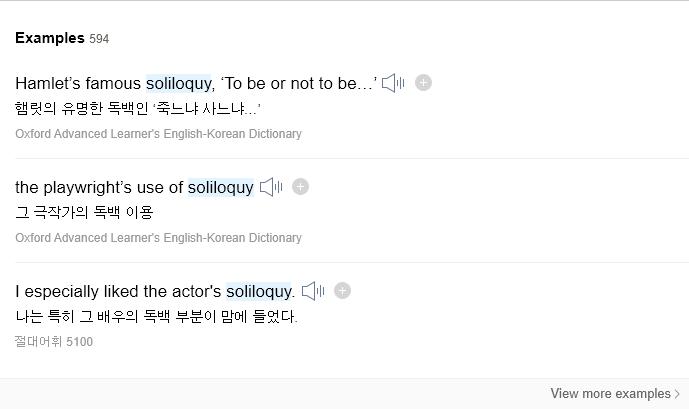 Examples 594
Hamlet’s famous soliloquy, ‘To be or not to be…’
햄릿의 유명한 독백인 ‘죽느냐 사느냐…’
Oxford Advanced Learner's English-Korean Dictionary
the playwright’s use of soliloquy
그 극작가의 독백 이용
Oxford Advanced Learner's English-Korean Dictionary
I especially liked the actor's soliloquy.
나는 특히 그 배우의 독백 부분이 맘에 들었다.
절대어휘 5100
View more examples